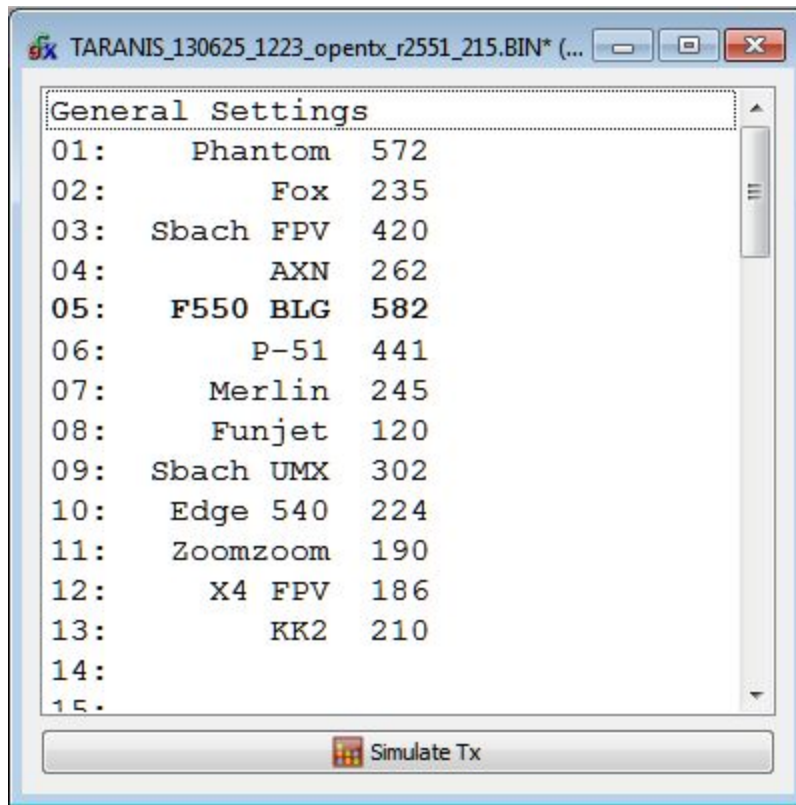 TARANIS_130625_1223_opentx_r2551_215.BIN* (...
General Settings
01: Phantom 572
02: Fox 235
03: Sbach FPV 420
04: AXN 262
05: F550 BLG 582
06: P-51 441
07: Merlin 245
08: Funjet 120
09: Sbach UMX 302
10: Edge 540 224
11: Zoomzoom 190
12: X4 FPV 186
13: KK2 210
14:
15:
Simulate Tx